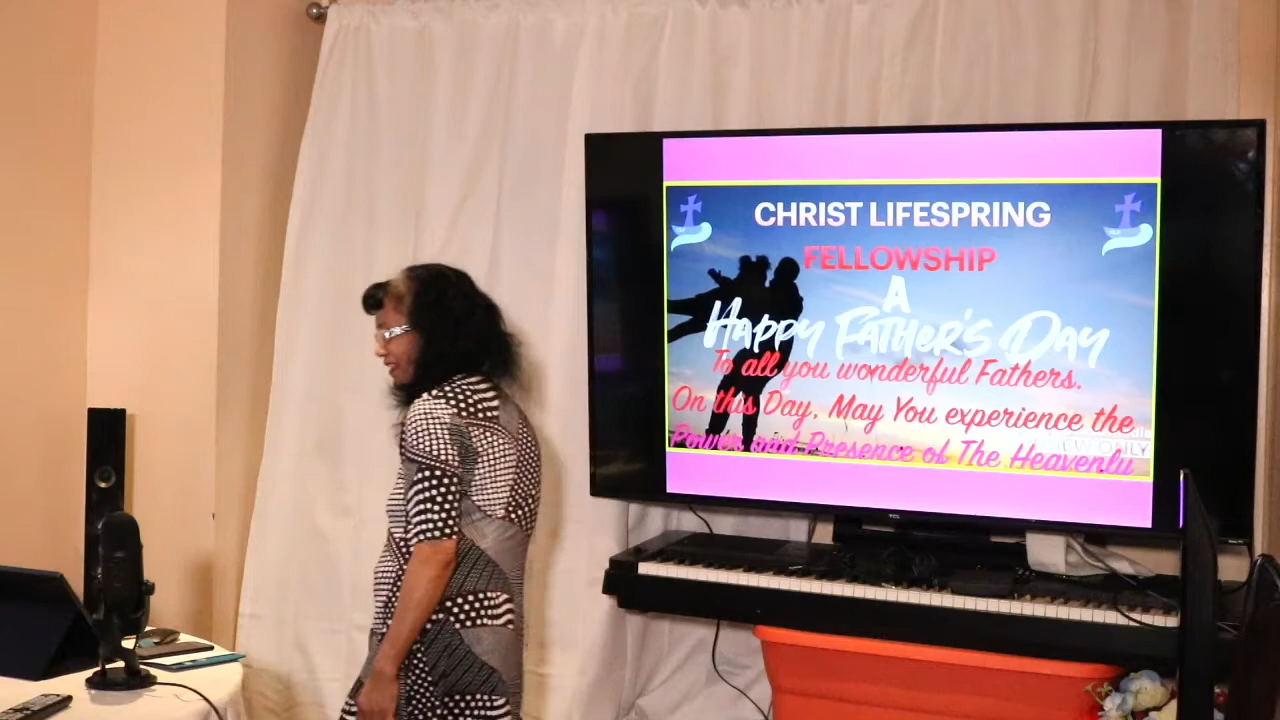 CHRIST LIFESPRING
FELLOWSHIP
A
HAPPY FATHER'S DAY
To all you wonderful Fathers.
On this Day, May You experience the
Power and Presence of The Heavenly
TCL